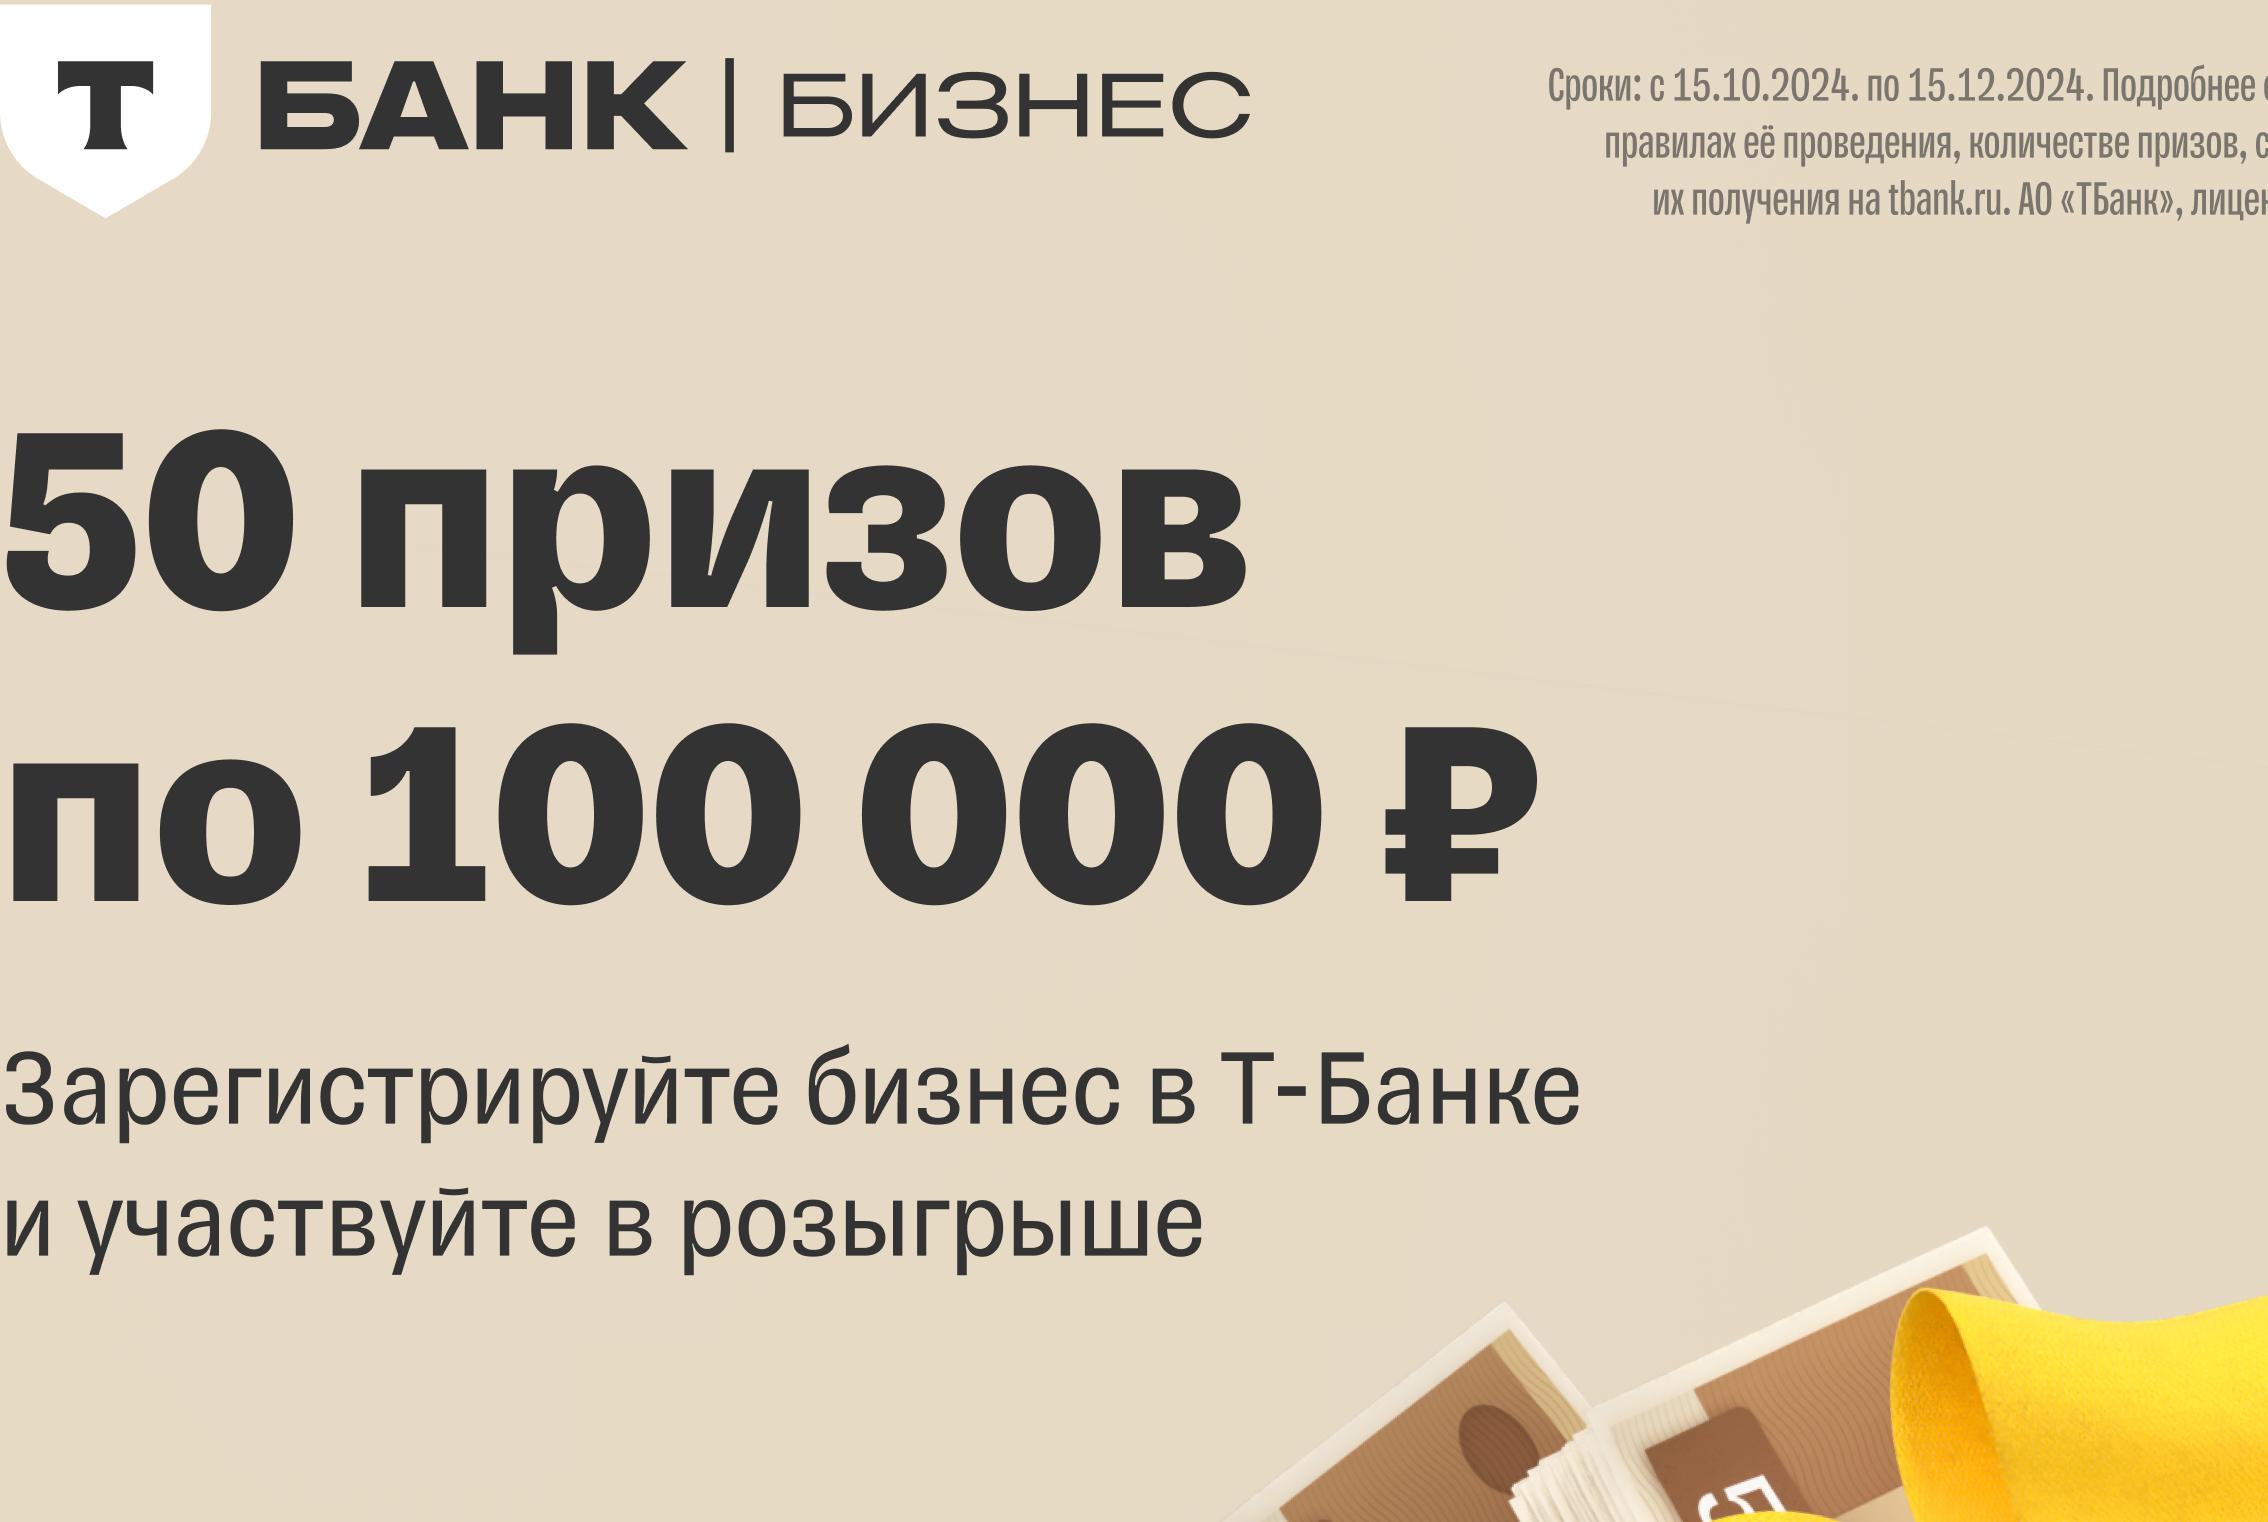 Т БАНК | БИЗНЕС
Сроки: с 15.10.2024. по 15.12.2024. Подробнее
правилах её проведения, количестве призов,
их получения на tbank.ru. АО «ТБанк»,
50 призов
по 100 000 ₽
Зарегистрируйте бизнес в Т-Банке
и участвуйте в розыгрыше
5